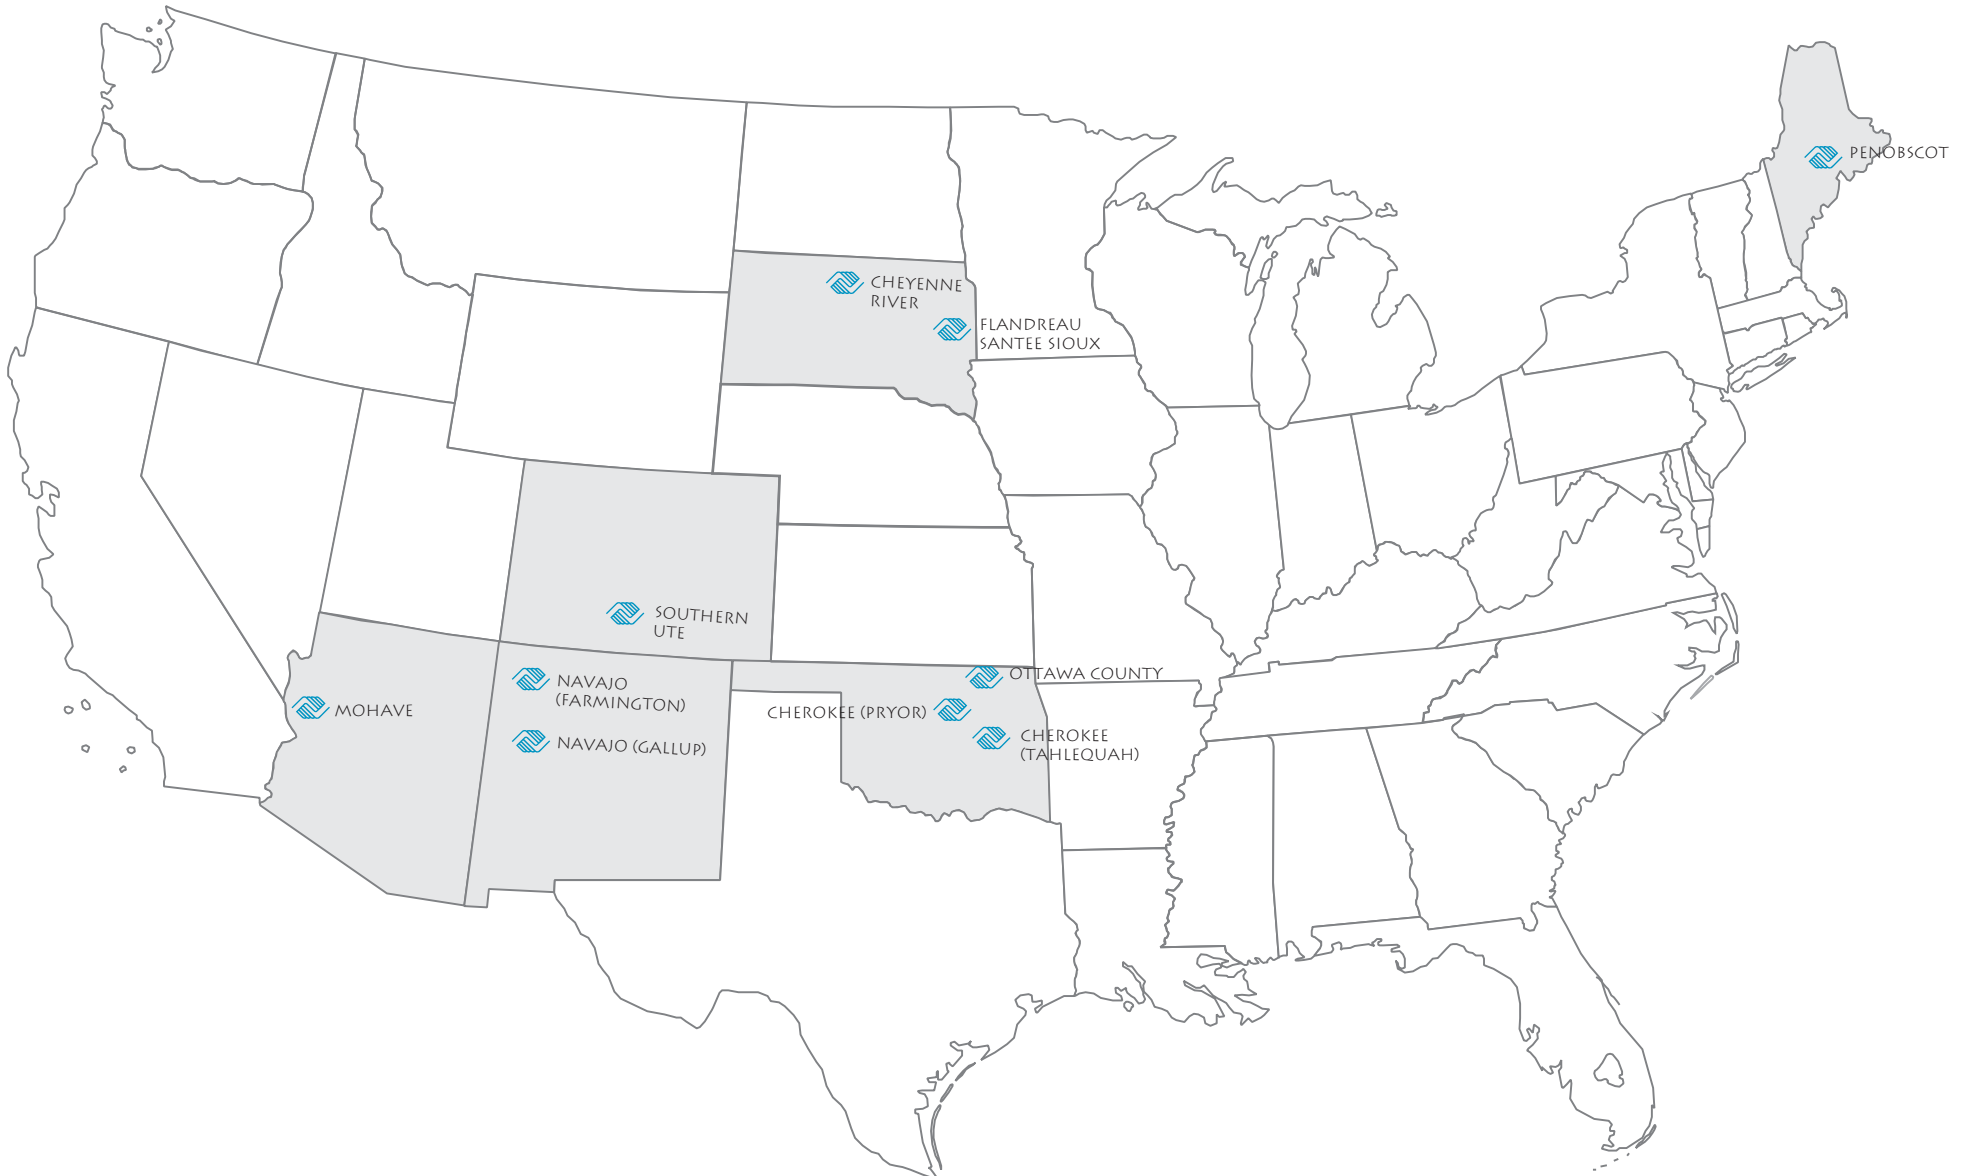 PENOBSCOT
CHEYENNE
RIVER
FLANDREAU
SANTEE SIOUX
SOUTHERN
UTE
OTTAWA COUNTY
NAVAJO
(FARMINGTON)
MOHAVE
CHEROKEE (PRYOR)
NAVAJO (GALLUP)
CHEROKEE
(TAHLEQUAH)